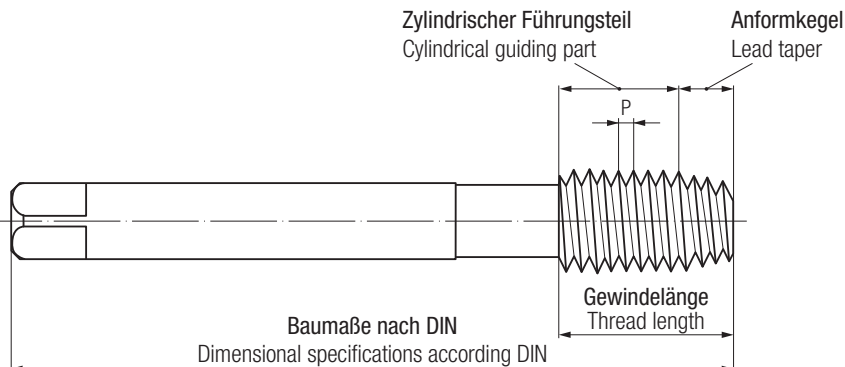 Zylindrischer Führungsteil
Cylindrical guiding part
Anformkegel
Lead taper
P
Gewindelänge
Thread length
Baumaße nach DIN
Dimensional specifications according DIN